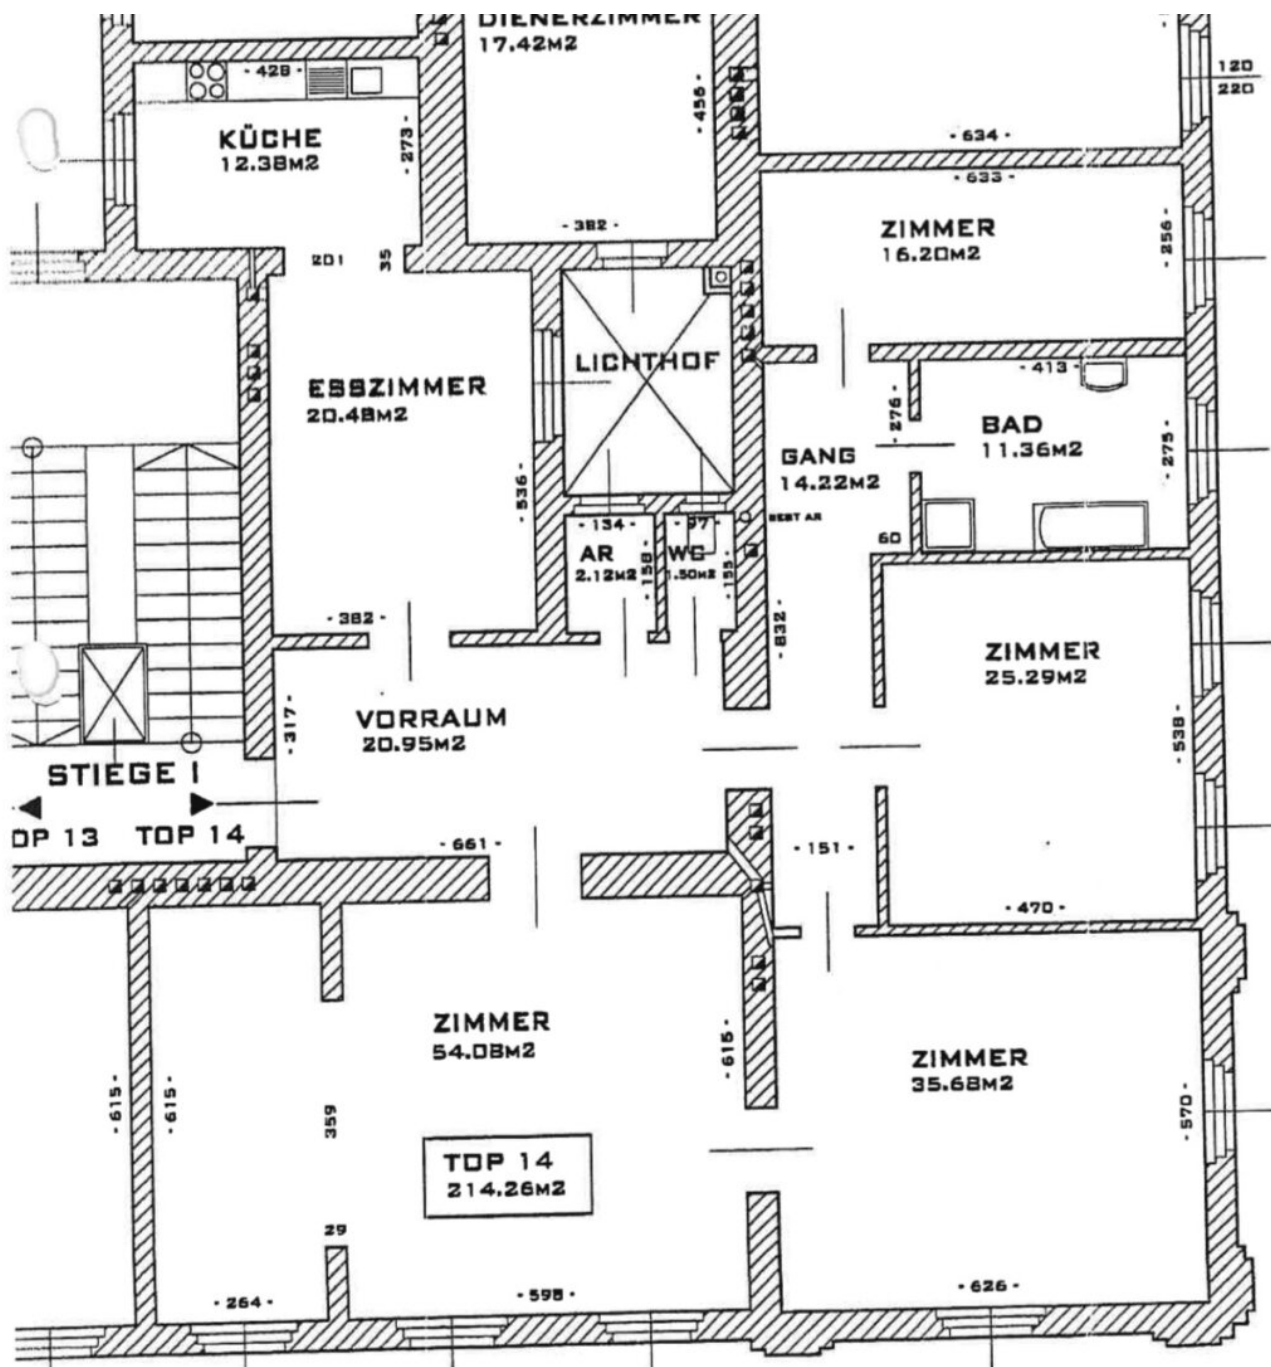 DIENERZIMMER
17.42M2
- 428 -
KÜCHE
12.38M2
- 273 -
- 456 -
120
220
- 634 -
- 633 -
- 382 -
ZIMMER
16.20M2
- 256 -
201
35
LICHTHOF
- 413 -
ESSZIMMER
20.48M2
- 276 -
BAD
11.36M2
- 275 -
GANG
14.22M2
- 536 -
- 134 -
- 97 -
60
AR
2.12M2
- 158 -
WC
1.50M2
- 155 -
- 382 -
- 832 -
ZIMMER
25.29M2
- 317 -
VORRAUM
20.95M2
- 538 -
STIEGE I
OP 13
TOP 14
- 661 -
- 151 -
- 470 -
ZIMMER
54.08M2
- 615 -
ZIMMER
35.68M2
- 615 -
- 615 -
359
- 570 -
TOP 14
214.26M2
29
- 264 -
- 598 -
- 626 -